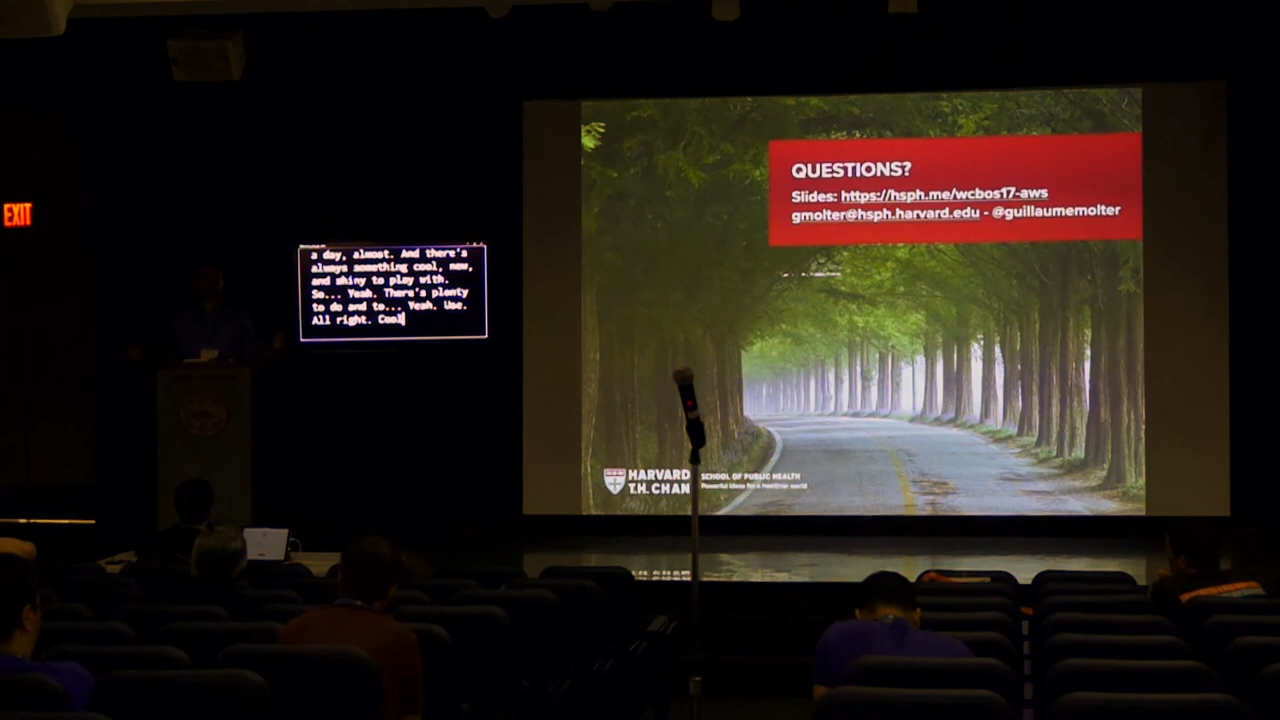 EXIT
a day, almost. And there's
always something cool, new,
and shiny to play with.
So... Yeah. There's plenty
to do and to... Yeah. Use.
All right. Cool
QUESTIONS?
Slides: https://hsph.me/wcbos17-aws
gmolter@hsph.harvard.edu - @guillaumemolter
HARVARD
T.H. CHAN
SCHOOL OF PUBLIC HEALTH
Powerful ideas for a healthier world